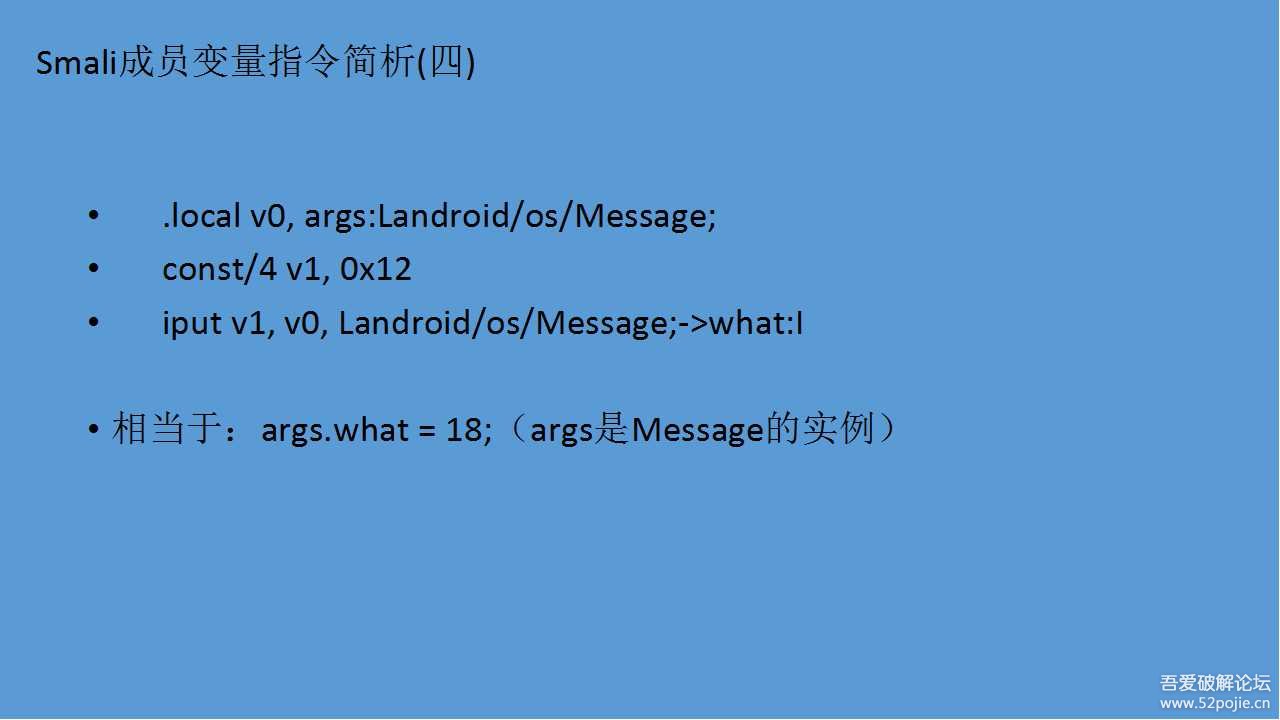 Smali成员变量指令简析(四)
• .local v0, args:Landroid/os/Message;
• const/4 v1, 0x12
• iput v1, v0, Landroid/os/Message;->what:I
• 相当于：args.what = 18;（args是Message的实例）
吾爱破解论坛
www.52pojie.cn